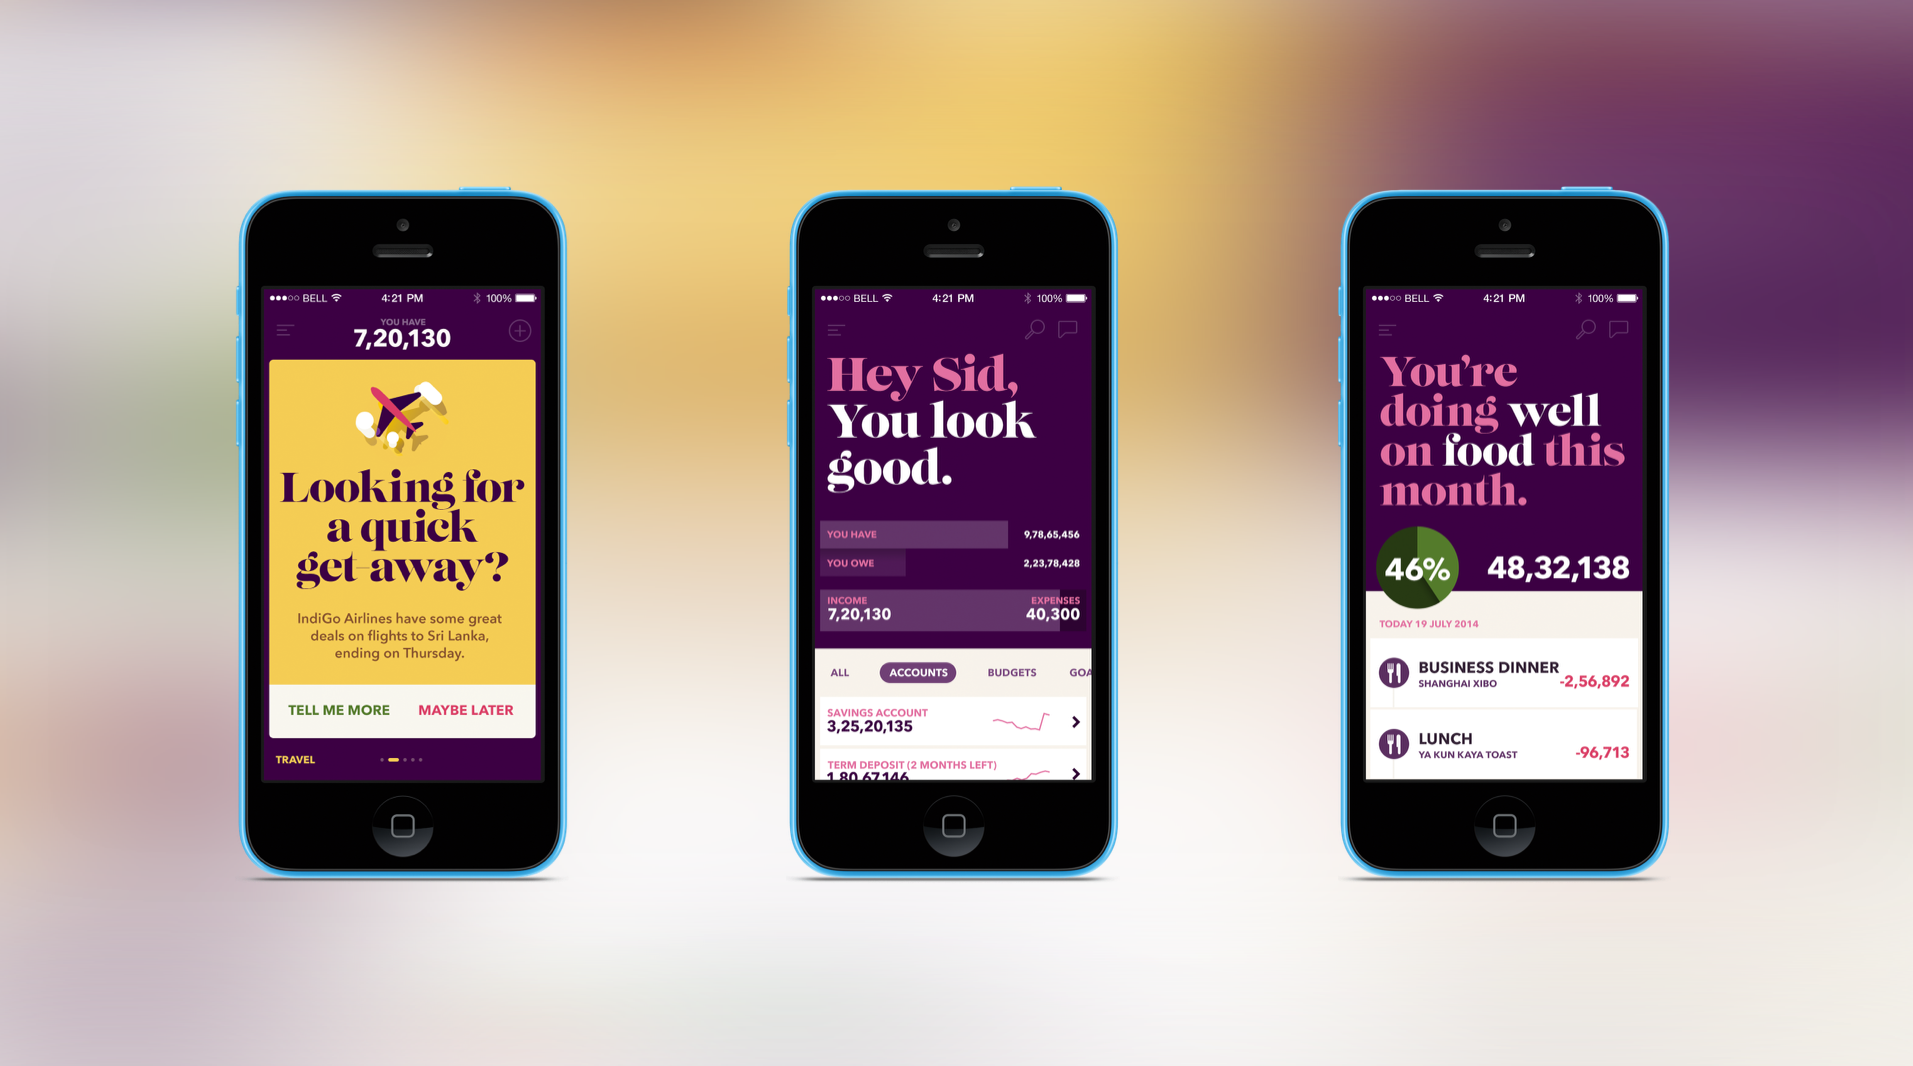 BELL
4:21 PM
100%
YOU HAVE
7,20,130
Looking for
a quick
get-away?
IndiGo Airlines have some great
deals on flights to Sri Lanka,
ending on Thursday.
TELL ME MORE
MAYBE LATER
TRAVEL
BELL
4:21 PM
100%
Hey Sid,
You look
good.
YOU HAVE
9,78,65,456
YOU OWE
2,23,78,428
INCOME
EXPENSES
7,20,130
40,300
ALL
ACCOUNTS
BUDGETS
GOA
SAVINGS ACCOUNT
3,25,20,135
TERM DEPOSIT (2 MONTHS LEFT)
1,80,67,146
BELL
4:21 PM
100%
You're
doing well
on food this
month.
46%
48,32,138
TODAY 19 JULY 2014
BUSINESS DINNER
SHANGHAI XIBO
-2,56,892
LUNCH
YA KUN KAYA TOAST
-96,713